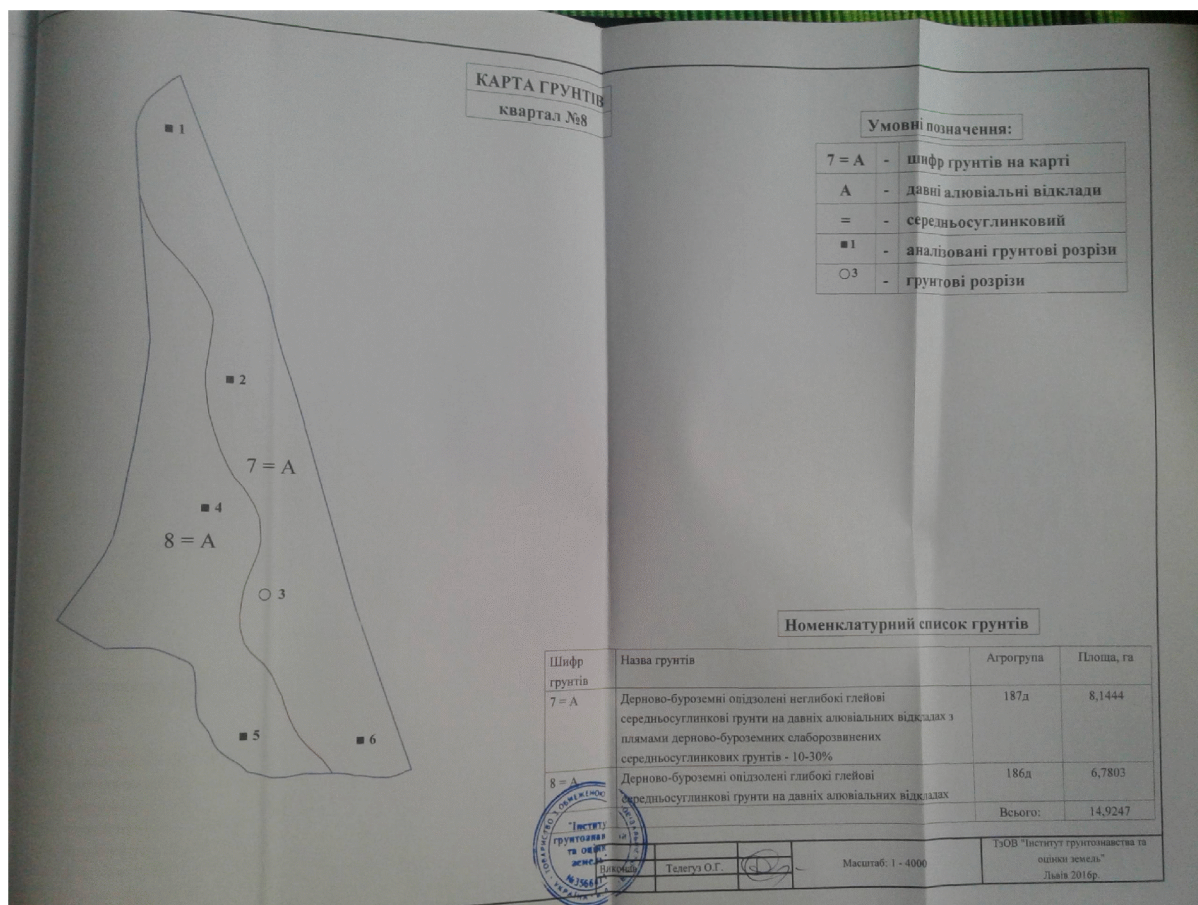 КАРТА ГРУНТІВ
квартал №8
■ 1
■ 2
7 = А
■ 4
8 = А
○ 3
■ 5
■ 6
Умовні позначення:
7 = А - шифр грунтів на карті
А - давні алювіальні відклади
= - середньосуглинковий
■1 - аналізовані грунтові розрізи
○3 - грунтові розрізи
Номенклатурний список грунтів
Шифр грунтів Назва грунтів Агрогрупа Площа, га
7 = А Дерново-буроземні опідзолені неглибокі глейові 187д 8,1444
середньосуглинкові ґрунти на давніх алювіальних відкладах з
плямами дерново-буроземних слаборозвинених
середньосуглинкових ґрунтів - 10-30%
8 = А Дерново-буроземні опідзолені глибокі глейові 186д 6,7803
середньосуглинкові ґрунти на давніх алювіальних відкладах
Всього: 14,9247
Телегуз О.Г.
Масштаб: 1 - 4000
ТзОВ "Інститут грунтознавства та
оцінки земель"
Львів 2016р.